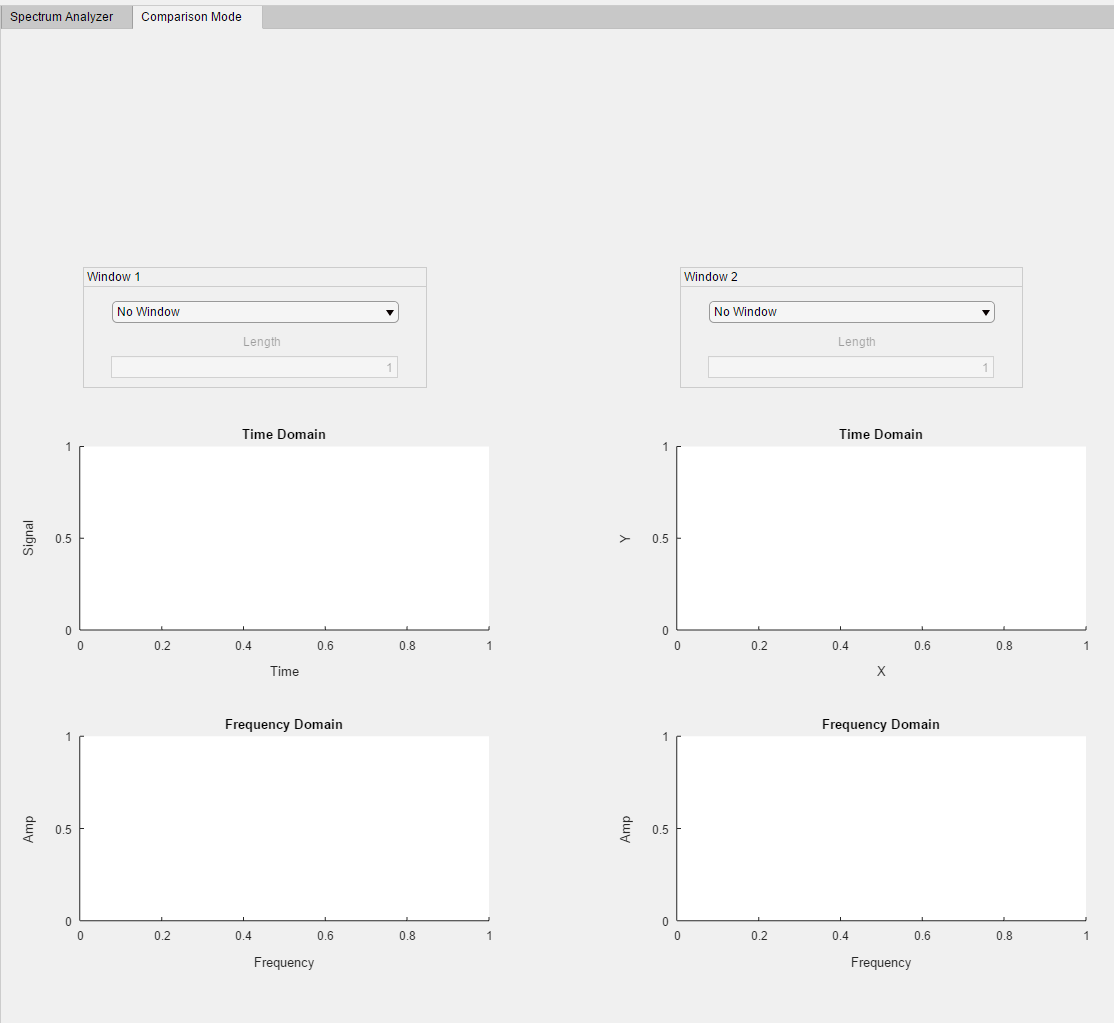 Spectrum Analyzer
Comparison Mode
Window 1
No Window
Length
1
Window 2
No Window
Length
1
Time Domain
1
0.5
0
Signal
0 0.2 0.4 0.6 0.8 1
Time
Time Domain
1
0.5
0
Y
0 0.2 0.4 0.6 0.8 1
X
Frequency Domain
1
0.5
0
Amp
0 0.2 0.4 0.6 0.8 1
Frequency
Frequency Domain
1
0.5
0
Amp
0 0.2 0.4 0.6 0.8 1
Frequency